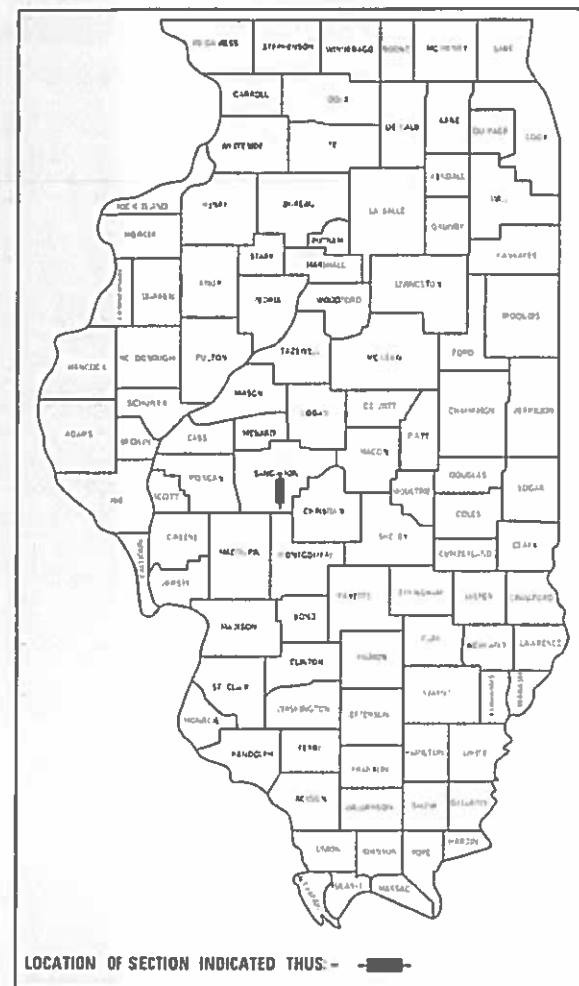 STEPHENSON WINNEBAGO BOONE MC HENRY LAKE
CARROLL
DE KALB KANE DU PAGE COOK
WHITESIDE
KENDALL
ROCK ISLAND HENRY BUREAU LA SALLE WILL
MERCER PUTNAM GRUNDY
STARK MARSHALL KANKAKEE
WARREN KNOX PEORIA WOODFORD LIVINGSTON IROQUOIS
HANCOCK MC DONOUGH FULTON TAZEWELL MC LEAN FORD
SCHUYLER MASON LOGAN DE WITT CHAMPAIGN VERMILION
ADAMS BROWN CASS MENARD PIATT
MACON
SCOTT MORGAN SANGAMON MOULTRIE DOUGLAS EDGAR
CHRISTIAN COLES
GREENE MACOUPIN MONTGOMERY SHELBY CUMBERLAND CLARK
CALHOUN JERSEY
FAYETTE EFFINGHAM JASPER CRAWFORD
MADISON BOND CLAY RICHLAND LAWRENCE
CLINTON MARION
ST. CLAIR WASHINGTON JEFFERSON WAYNE
MONROE
RANDOLPH PERRY HAMILTON WHITE
FRANKLIN
JACKSON WILLIAMSON SALINE GALLATIN
UNION JOHNSON POPE HARDIN
PULASKI MASSAC
LOCATION OF SECTION INDICATED THUS: -